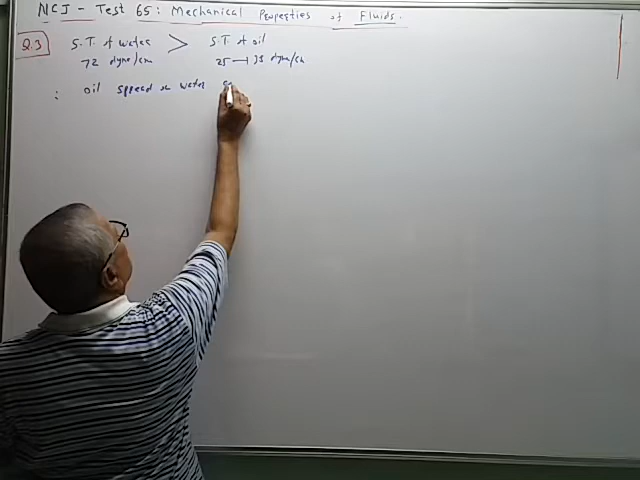 NCJ - Test 65: Mechanical Properties of Fluids.
Q.3 S.T. of water > S.T. of oil
72 dyne/cm 25 → 35 dyne/cm
∴ oil spread on water